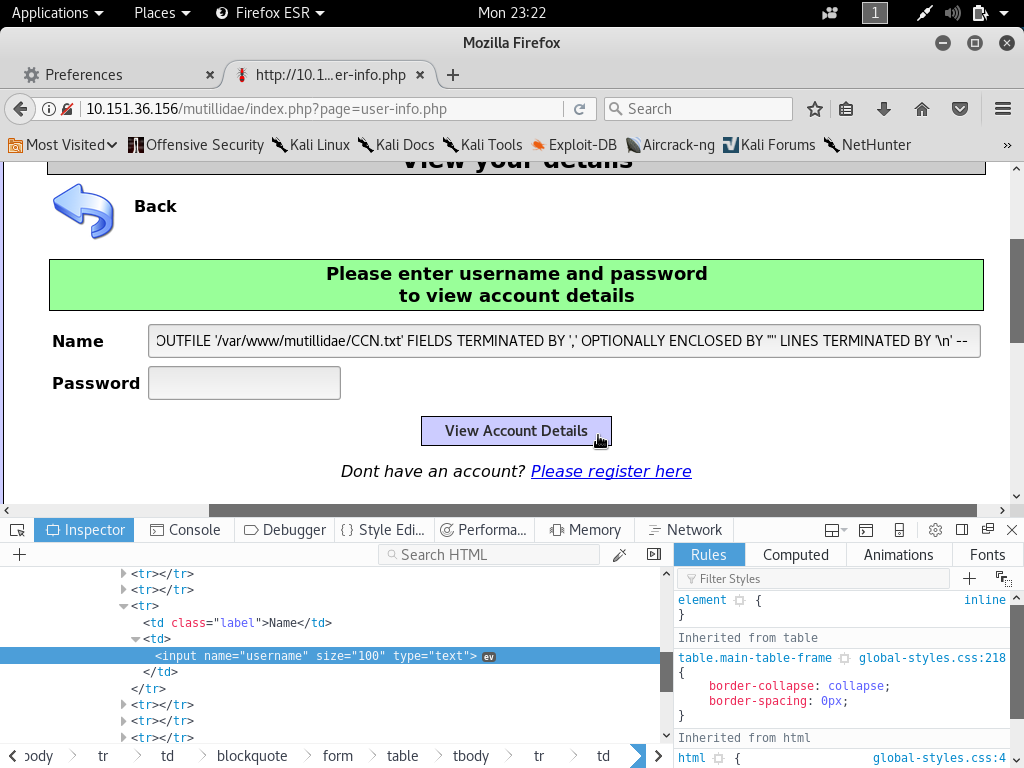 Applications Places Firefox ESR Mon 23:22 1
Mozilla Firefox
Preferences http://10.1...er-info.php
10.151.36.156/mutillidae/index.php?page=user-info.php Search
Most Visited Offensive Security Kali Linux Kali Docs Kali Tools Exploit-DB Aircrack-ng Kali Forums NetHunter »
View your details
Back
Please enter username and password
to view account details
Name OUTFILE '/var/www/mutillidae/CCN.txt' FIELDS TERMINATED BY ',' OPTIONALLY ENCLOSED BY '"' LINES TERMINATED BY '\n' --
Password
View Account Details
Dont have an account? Please register here
Inspector Console Debugger Style Edi... Performa... Memory Network
Search HTML Rules Computed Animations Fonts
Filter Styles
<tr></tr>
<tr></tr>
<tr>
<td class="label">Name</td>
<td>
<input name="username" size="100" type="text"> ev
</td>
</tr>
<tr></tr>
<tr></tr>
<tr></tr>
element { inline
}
Inherited from table
table.main-table-frame global-styles.css:218
{
border-collapse: collapse;
border-spacing: 0px;
}
Inherited from html
html { global-styles.css:4
body tr td blockquote form table tbody tr td